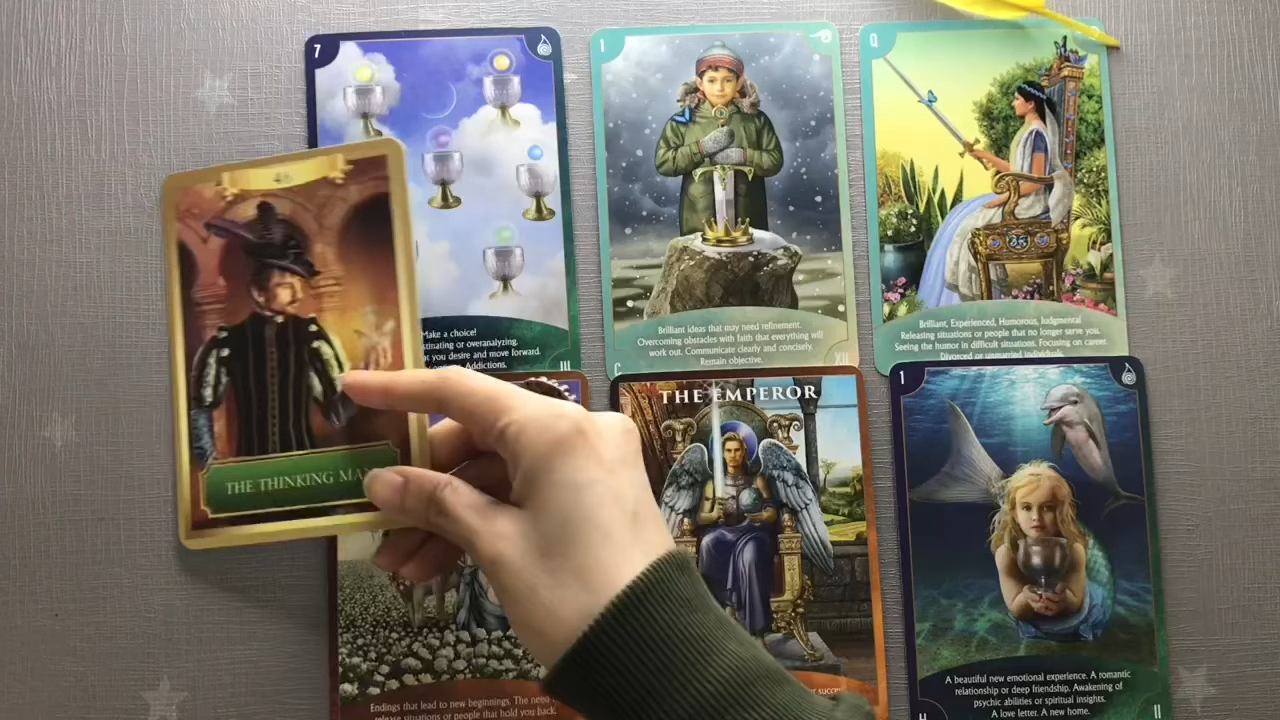 7
Make a choice!
tinating or overanalyzing.
at you desire and move forward.
Addictions.
III
1
Brilliant ideas that may need refinement.
Overcoming obstacles with faith that everything will
work out. Communicate clearly and concisely.
Remain objective.
XII
C
Q
Brilliant, Experienced, Humorous, Judgmental
Releasing situations or people that no longer serve you.
Seeing the humor in difficult situations. Focusing on career.
Divorced or unmarried individuals.
THE THINKING MA
Endings that lead to new beginnings. The need
release situations or people that hold you back.
THE EMPEROR
succe
1
A beautiful new emotional experience. A romantic
relationship or deep friendship. Awakening of
psychic abilities or spiritual insights.
A love letter. A new home.
H
II